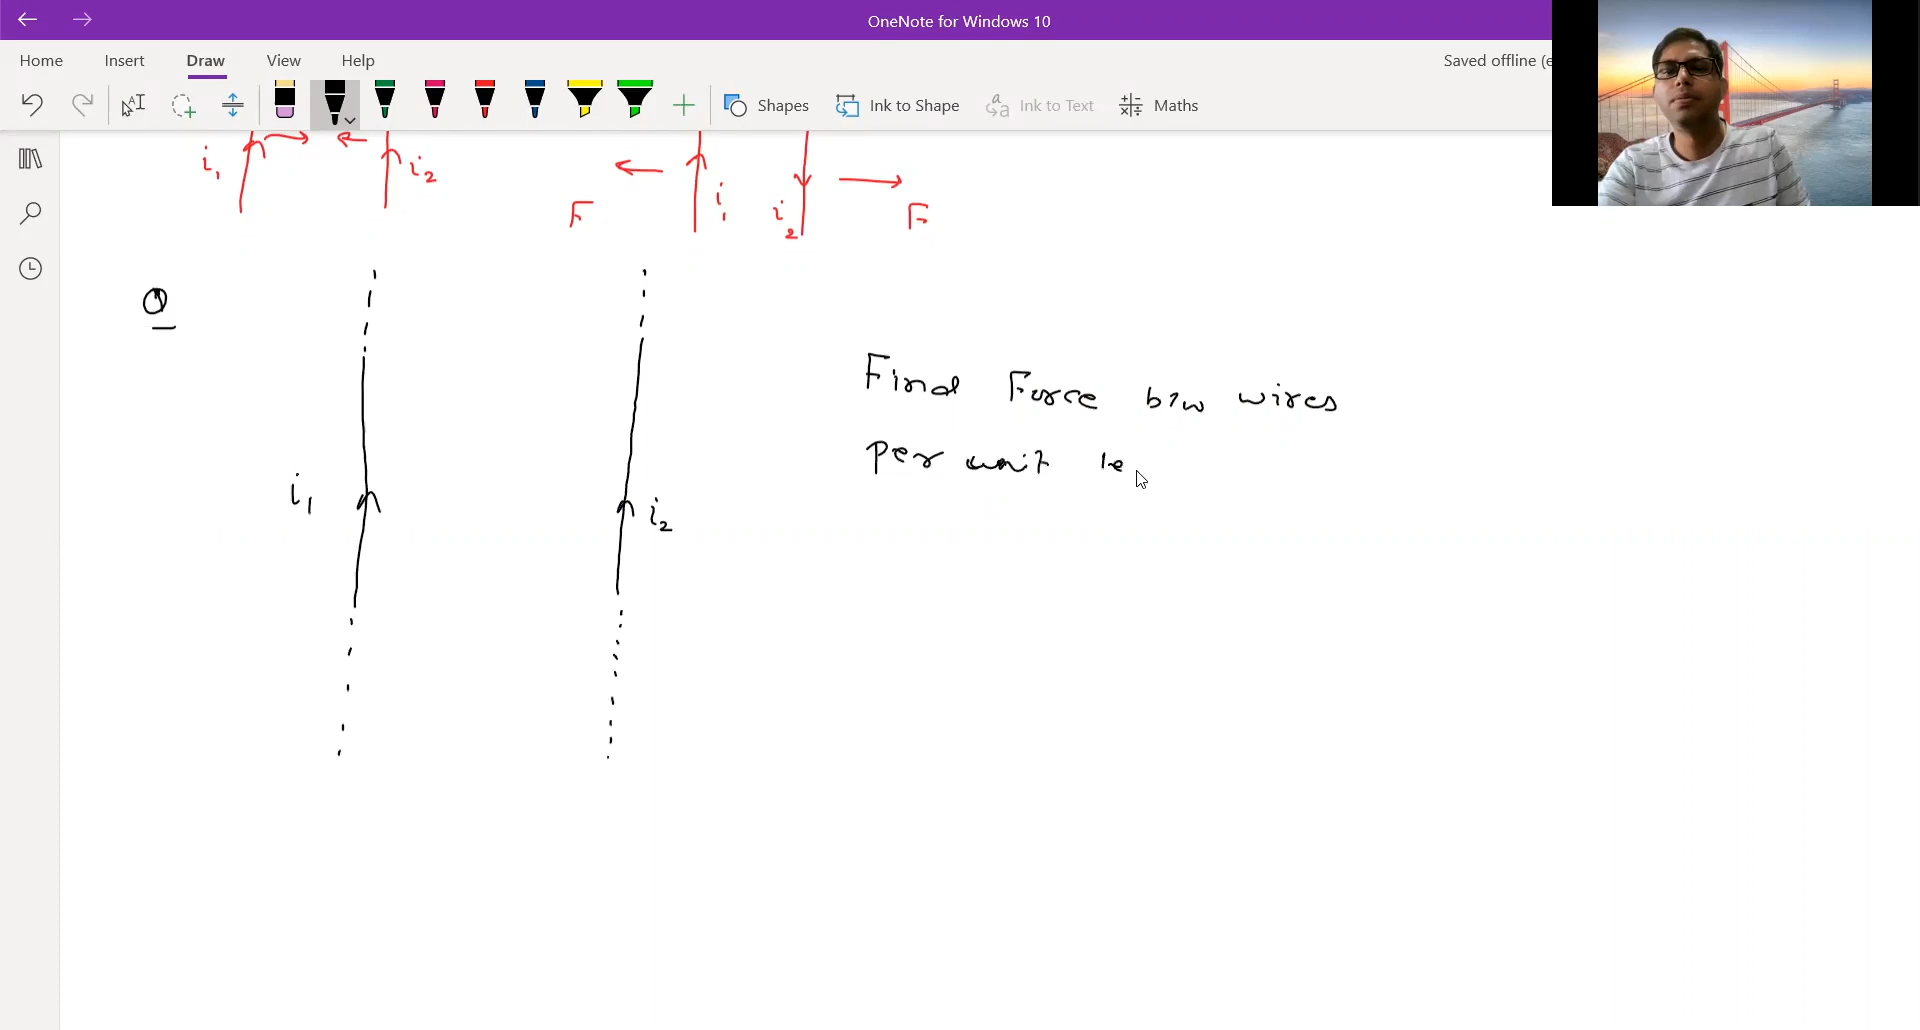 OneNote for Windows 10
Home Insert Draw View Help
Saved offline (e
Shapes Ink to Shape Ink to Text Maths
i₁ i₂ i₁ i₂
F F
Q
Find Force b/w wires
per unit le
i₁ i₂